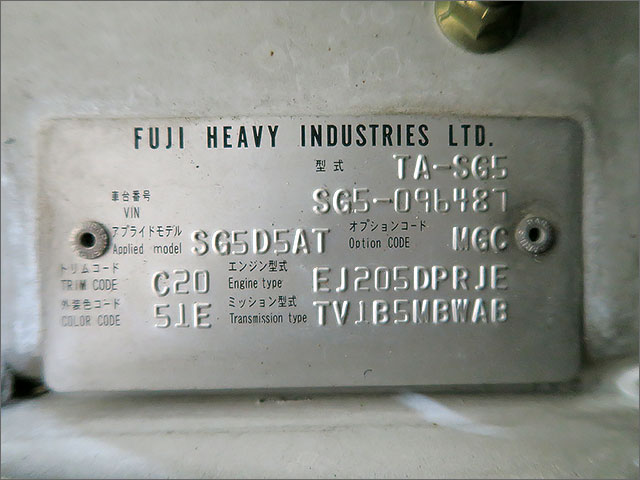 FUJI HEAVY INDUSTRIES LTD.
型式 TA-SG5
車台番号 VIN SG5-096487
アプライドモデル Applied model SG5D5AT オプションコード Option CODE MGC
トリムコード TRIM CODE C20 エンジン型式 Engine type EJ205DPRJE
外装色コード COLOR CODE 51E ミッション型式 Transmission type TV1B5MBWAB